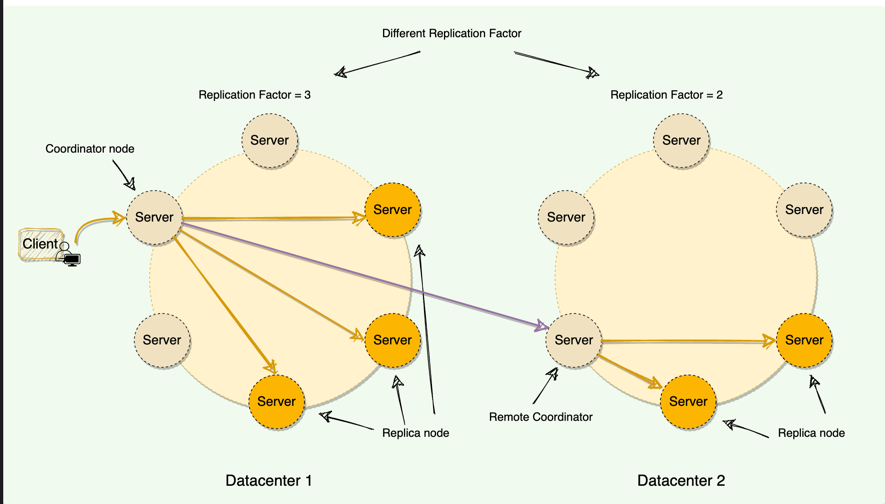 Different Replication Factor
Replication Factor = 3
Replication Factor = 2
Server
Server
Coordinator node
Server
Server
Server
Server
Client
Server
Server
Server
Server
Server
Server
Remote Coordinator
Replica node
Replica node
Datacenter 1
Datacenter 2